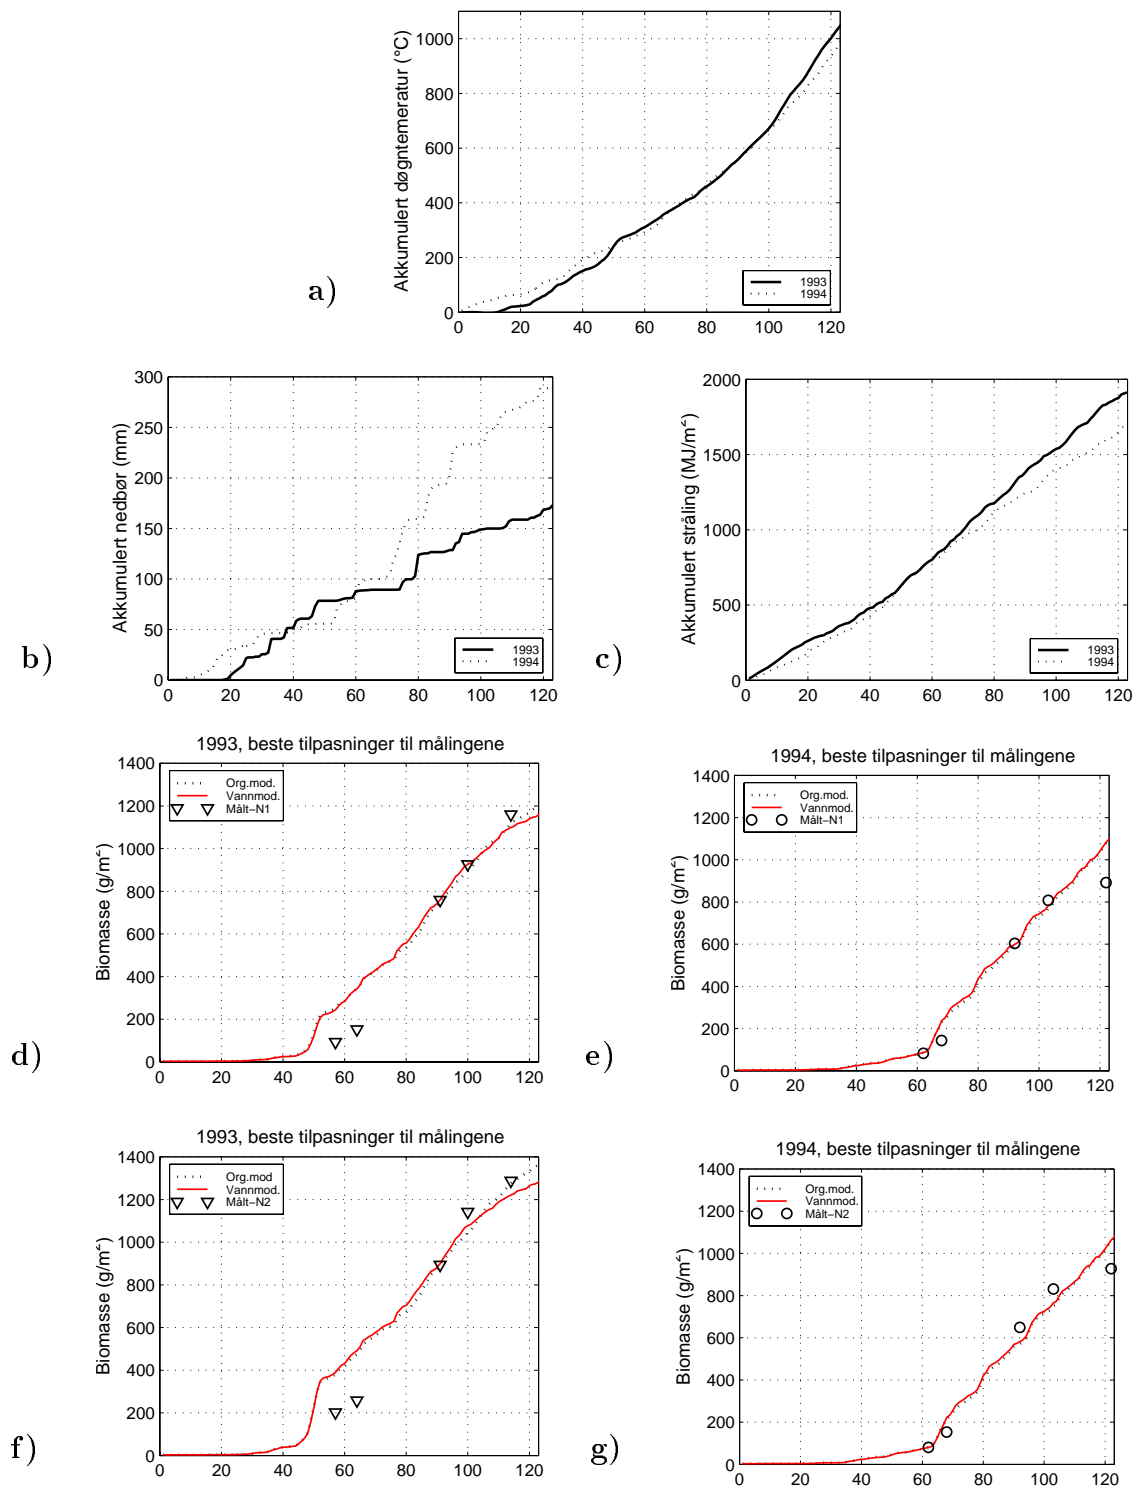 Akkumulert døgntemeratur (°C)
1000
800
600
400
200
0
0 20 40 60 80 100 120
1993
1994
a)
Akkumulert nedbør (mm)
300
250
200
150
100
50
0
0 20 40 60 80 100 120
1993
1994
b)
Akkumulert stråling (MJ/m²)
2000
1500
1000
500
0
0 20 40 60 80 100 120
1993
1994
c)
1993, beste tilpasninger til målingene
Biomasse (g/m²)
1400
1200
1000
800
600
400
200
0
0 20 40 60 80 100 120
Org.mod.
Vannmod.
Målt−N1
d)
1994, beste tilpasninger til målingene
Biomasse (g/m²)
1400
1200
1000
800
600
400
200
0
0 20 40 60 80 100 120
Org.mod.
Vannmod.
Målt−N1
e)
1993, beste tilpasninger til målingene
Biomasse (g/m²)
1400
1200
1000
800
600
400
200
0
0 20 40 60 80 100 120
Org.mod
Vannmod.
Målt−N2
f)
1994, beste tilpasninger til målingene
Biomasse (g/m²)
1400
1200
1000
800
600
400
200
0
0 20 40 60 80 100 120
Org.mod.
Vannmod.
Målt−N2
g)